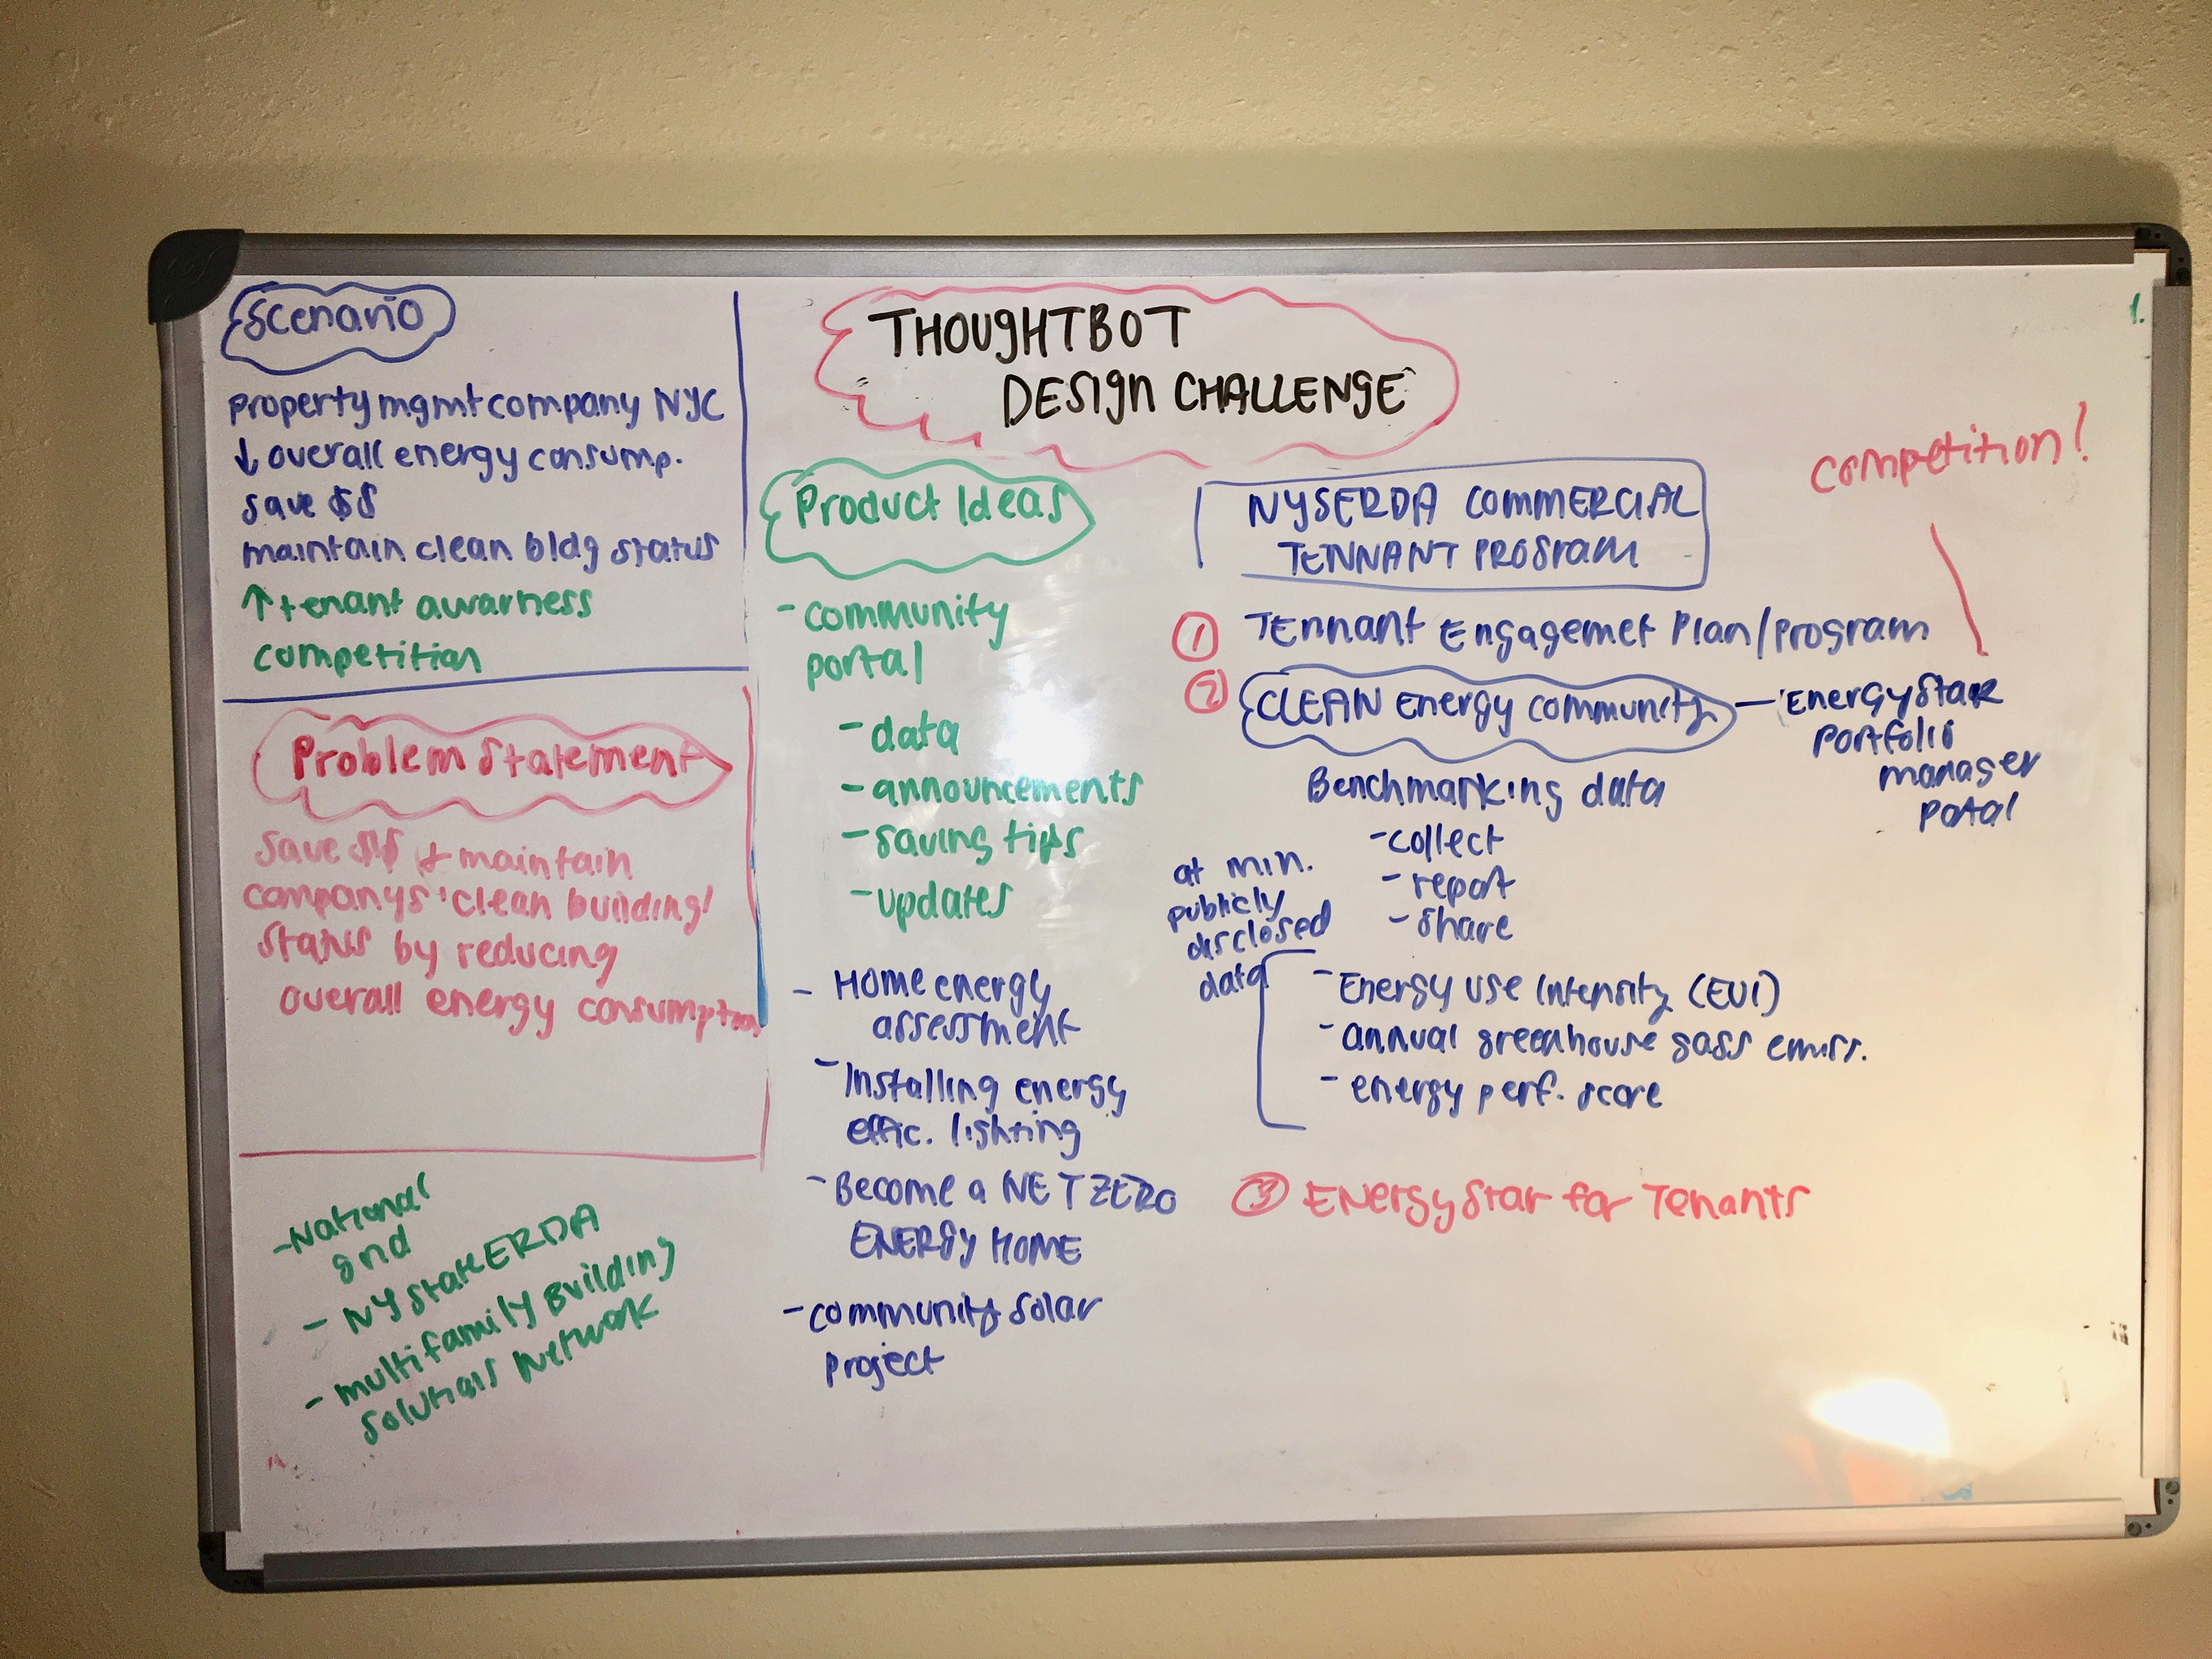 Scenario
property mgmt company NYC
↓ overall energy consump.
save $$
maintain clean bldg status
↑ tenant awarness
competition
Problem Statement
save $$ + maintain
companys 'clean building'
status by reducing
overall energy consumption
- National
grid
- NY State ERDA
- multifamily Building
Solutions Network
THOUGHTBOT
DESIGN CHALLENGE
Product Ideas
- community
portal
- data
- announcements
- saving tips
- updates
- Home energy
assessment
- Installing energy
effic. lighting
- Become a NET ZERO
ENERGY HOME
- community solar
project
NYSERDA COMMERCIAL
TENNANT PROGRAM
① TENNANT Engagemet Plan/program
② CLEAN Energy community — EnergyStar
Portfolio
manager
Portal
competition!
Benchmarking data
- collect
- report
- share
at min.
publicly
disclosed
data
- Energy use Intensity (EUI)
- annual greenhouse gass emiss.
- energy perf. score
③ ENergyStar for Tenants
1.